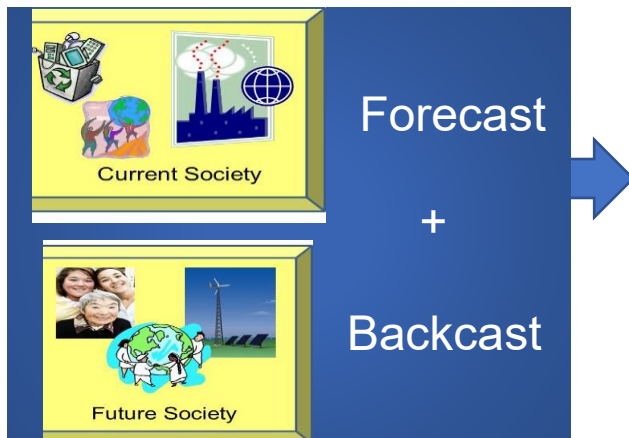 Forecast
Current Society
+
Backcast
Future Society